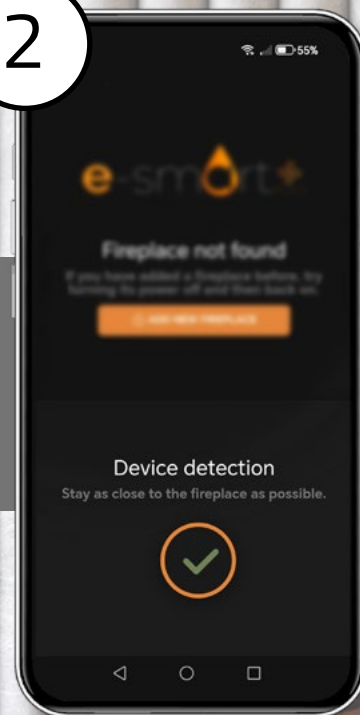 2
55%
e-smart+
Fireplace not found
If you have added a fireplace before, try
turning its power off and then back on.
ADD NEW FIREPLACE
Device detection
Stay as close to the fireplace as possible.